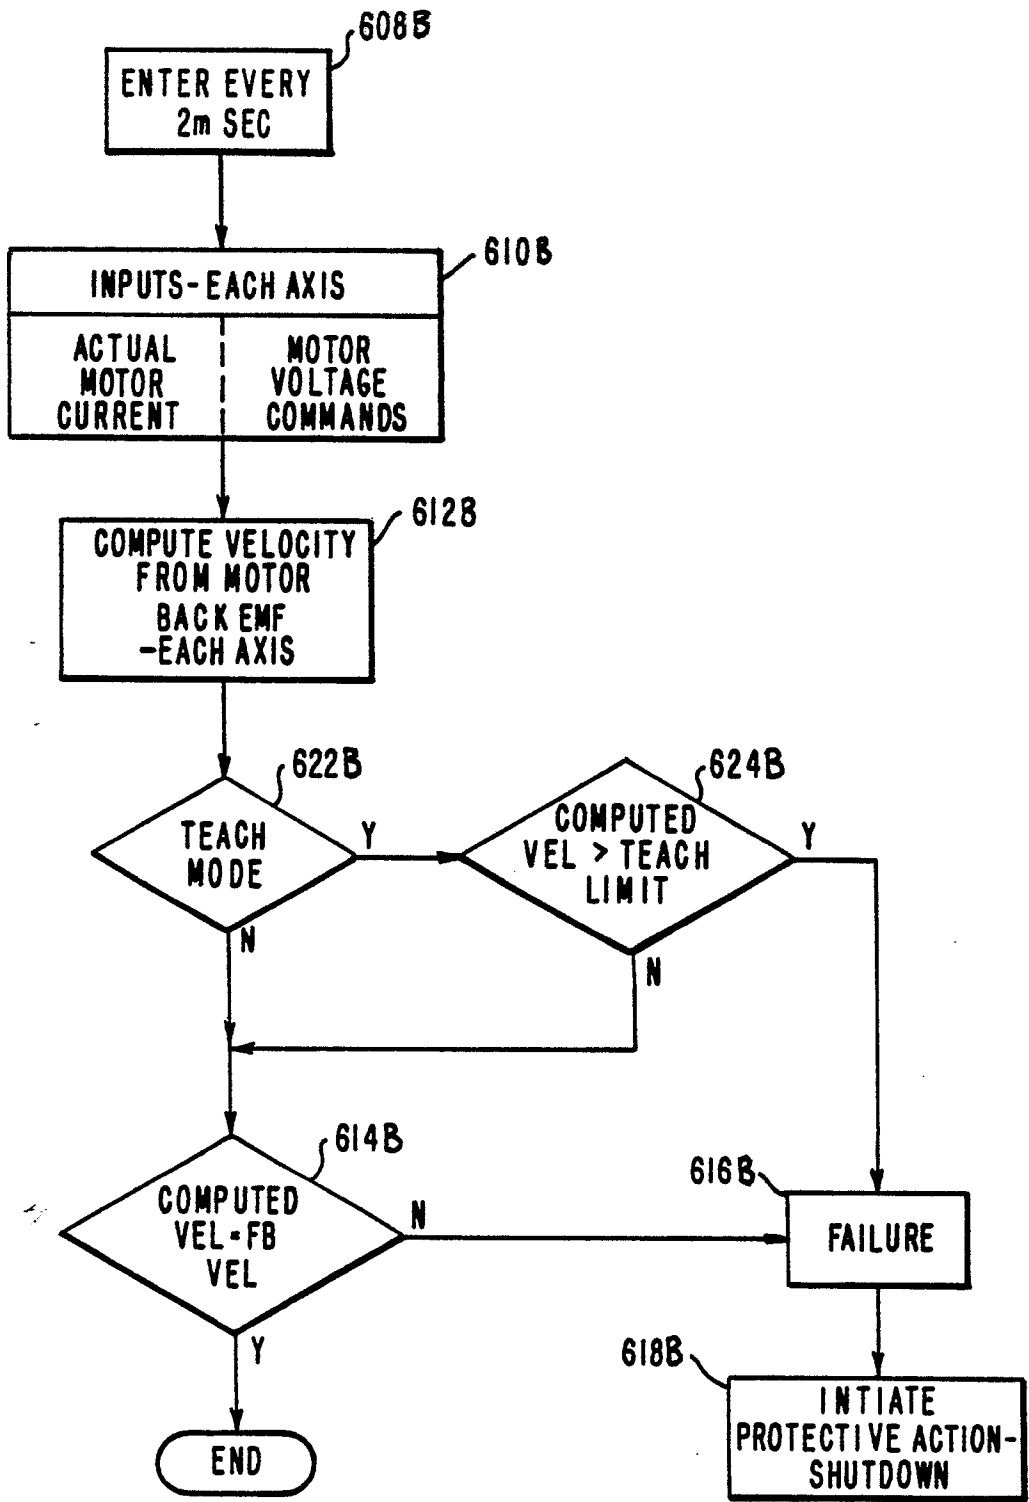 608B
ENTER EVERY
2m SEC
610B
INPUTS-EACH AXIS
ACTUAL
MOTOR
CURRENT
MOTOR
VOLTAGE
COMMANDS
612B
COMPUTE VELOCITY
FROM MOTOR
BACK EMF
-EACH AXIS
622B
TEACH
MODE
Y
N
624B
COMPUTED
VEL > TEACH
LIMIT
Y
N
614B
COMPUTED
VEL=FB
VEL
N
Y
616B
FAILURE
618B
INTIATE
PROTECTIVE ACTION-
SHUTDOWN
END